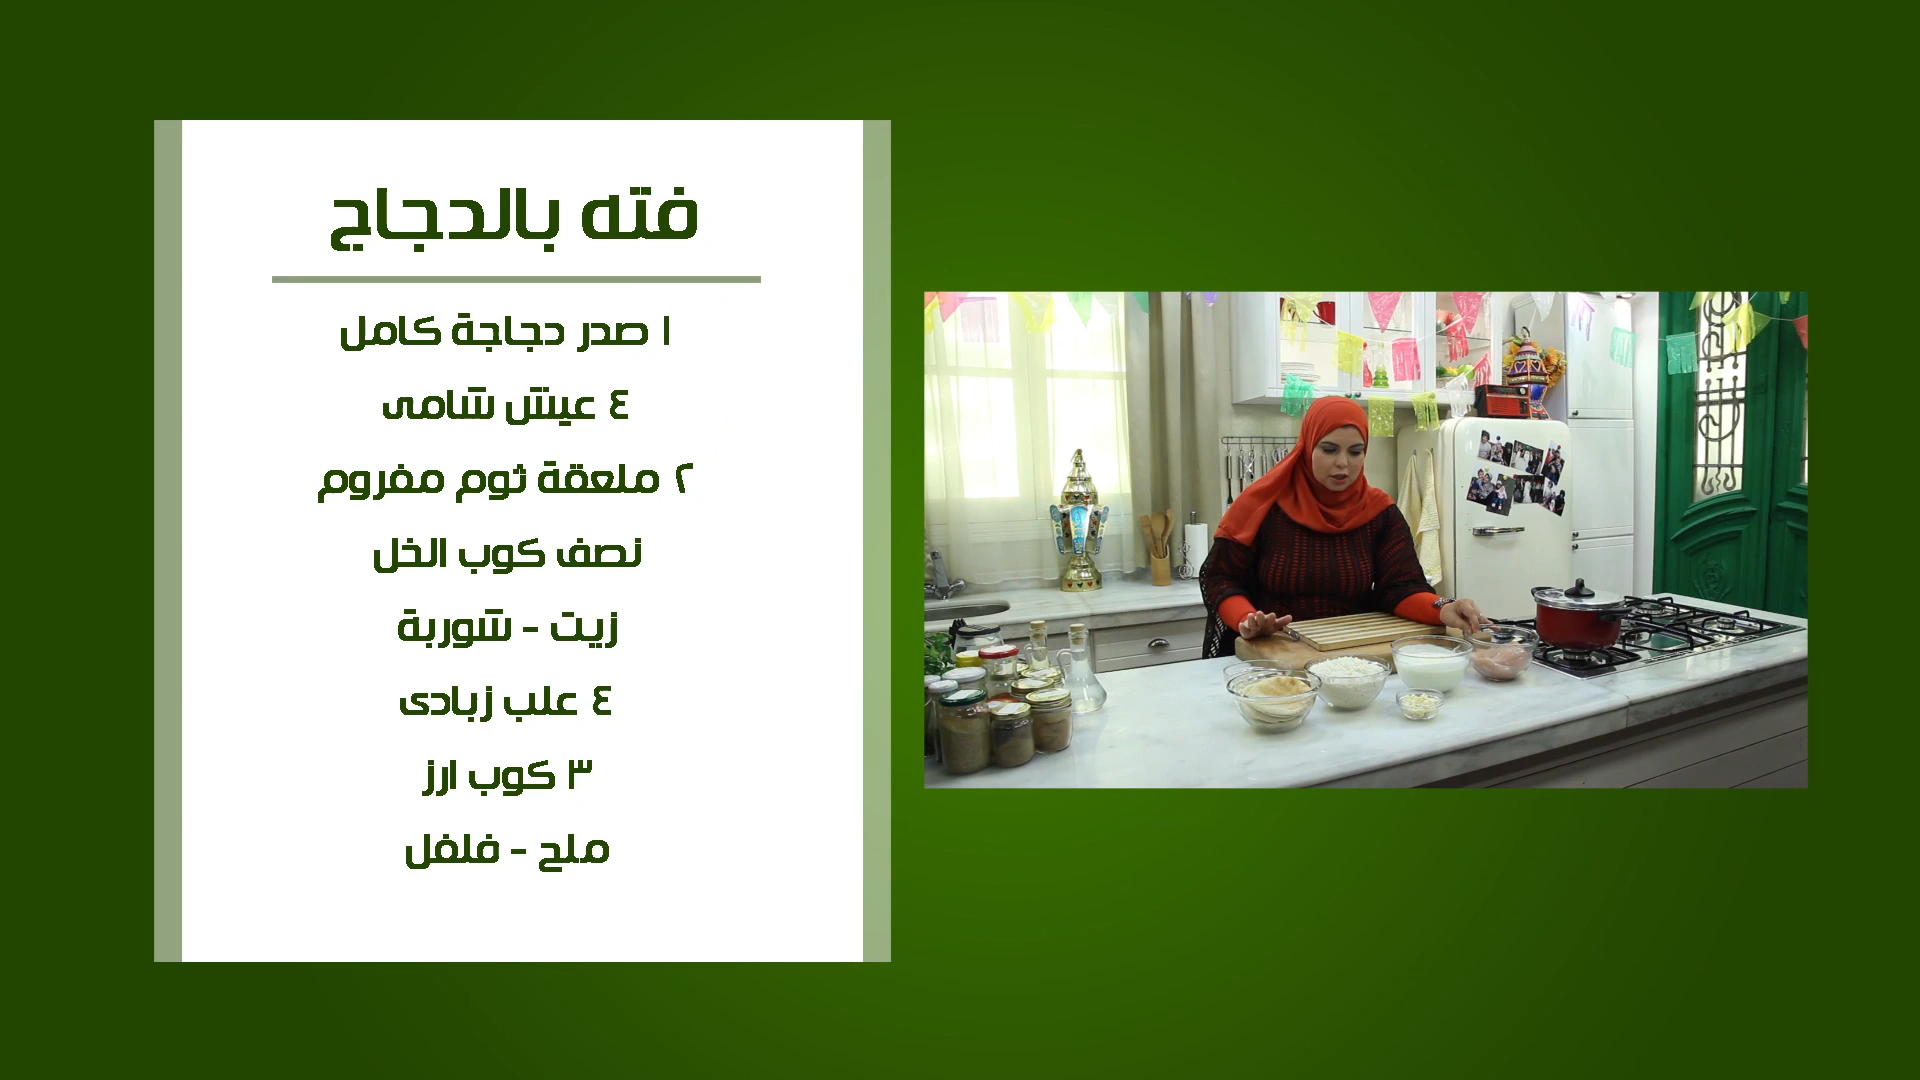 فته بالدجاج
١ صدر دجاجة كامل
٤ عيش شامى
٢ ملعقة ثوم مفروم
نصف كوب الخل
زيت - شوربة
٤ علب زبادى
٣ كوب ارز
ملح - فلفل